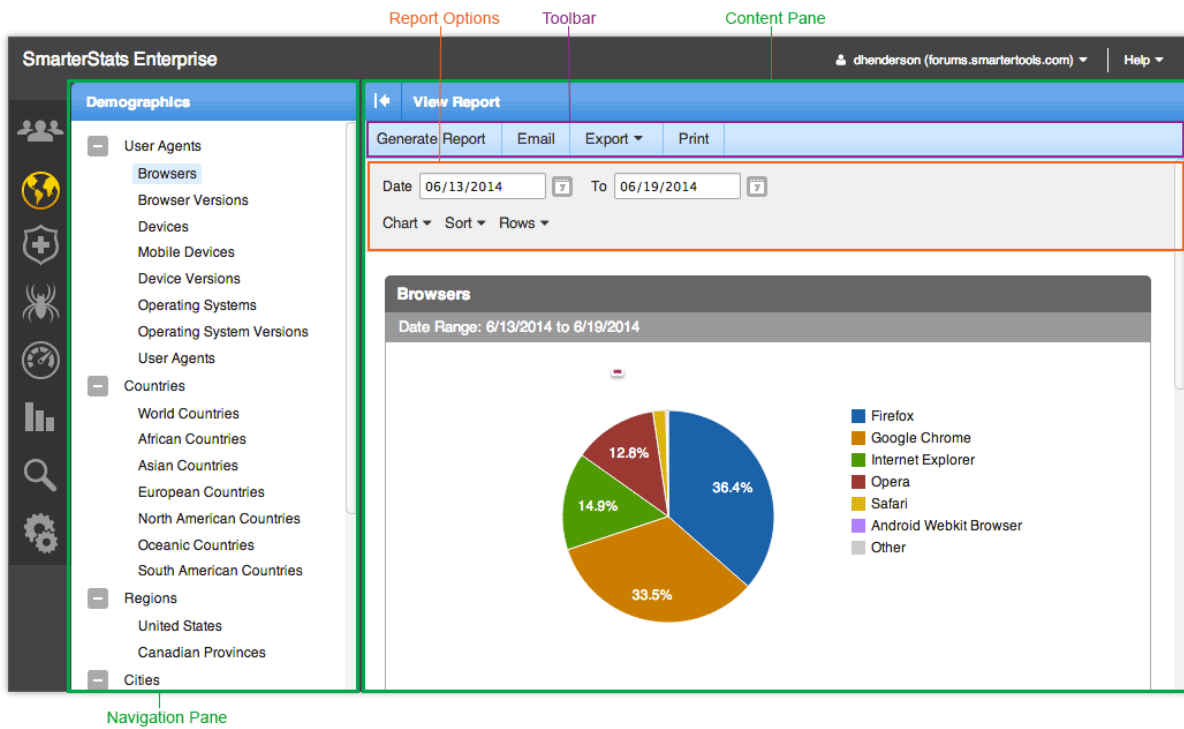 Report Options
Toolbar
Content Pane
SmarterStats Enterprise
dhenderson (forums.smartertools.com)
Help
Demographics
View Report
Generate Report
Email
Export
Print
Date 06/13/2014 7 To 06/19/2014 7
Chart Sort Rows
User Agents
Browsers
Browser Versions
Devices
Mobile Devices
Device Versions
Operating Systems
Operating System Versions
User Agents
Countries
World Countries
African Countries
Asian Countries
European Countries
North American Countries
Oceanic Countries
South American Countries
Regions
United States
Canadian Provinces
Cities
Browsers
Date Range: 6/13/2014 to 6/19/2014
12.8%
36.4%
14.9%
33.5%
Firefox
Google Chrome
Internet Explorer
Opera
Safari
Android Webkit Browser
Other
Navigation Pane